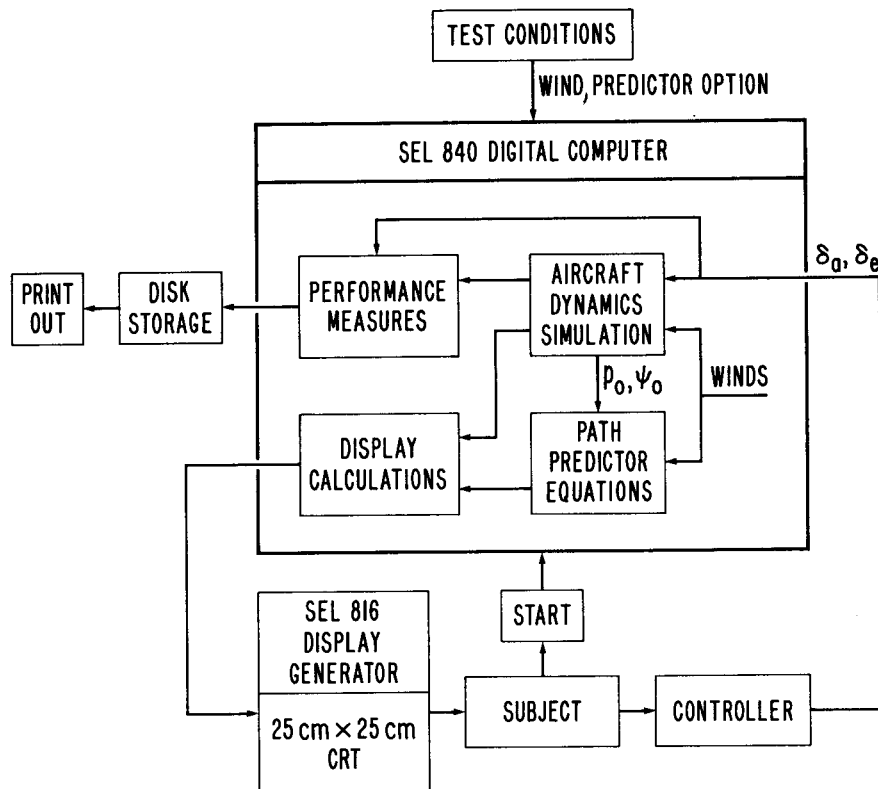 TEST CONDITIONS
WIND, PREDICTOR OPTION
SEL 840 DIGITAL COMPUTER
δa, δe
PRINT
OUT
DISK
STORAGE
PERFORMANCE
MEASURES
AIRCRAFT
DYNAMICS
SIMULATION
WINDS
po, ψo
DISPLAY
CALCULATIONS
PATH
PREDICTOR
EQUATIONS
START
SEL 816
DISPLAY
GENERATOR
25 cm × 25 cm
CRT
SUBJECT
CONTROLLER